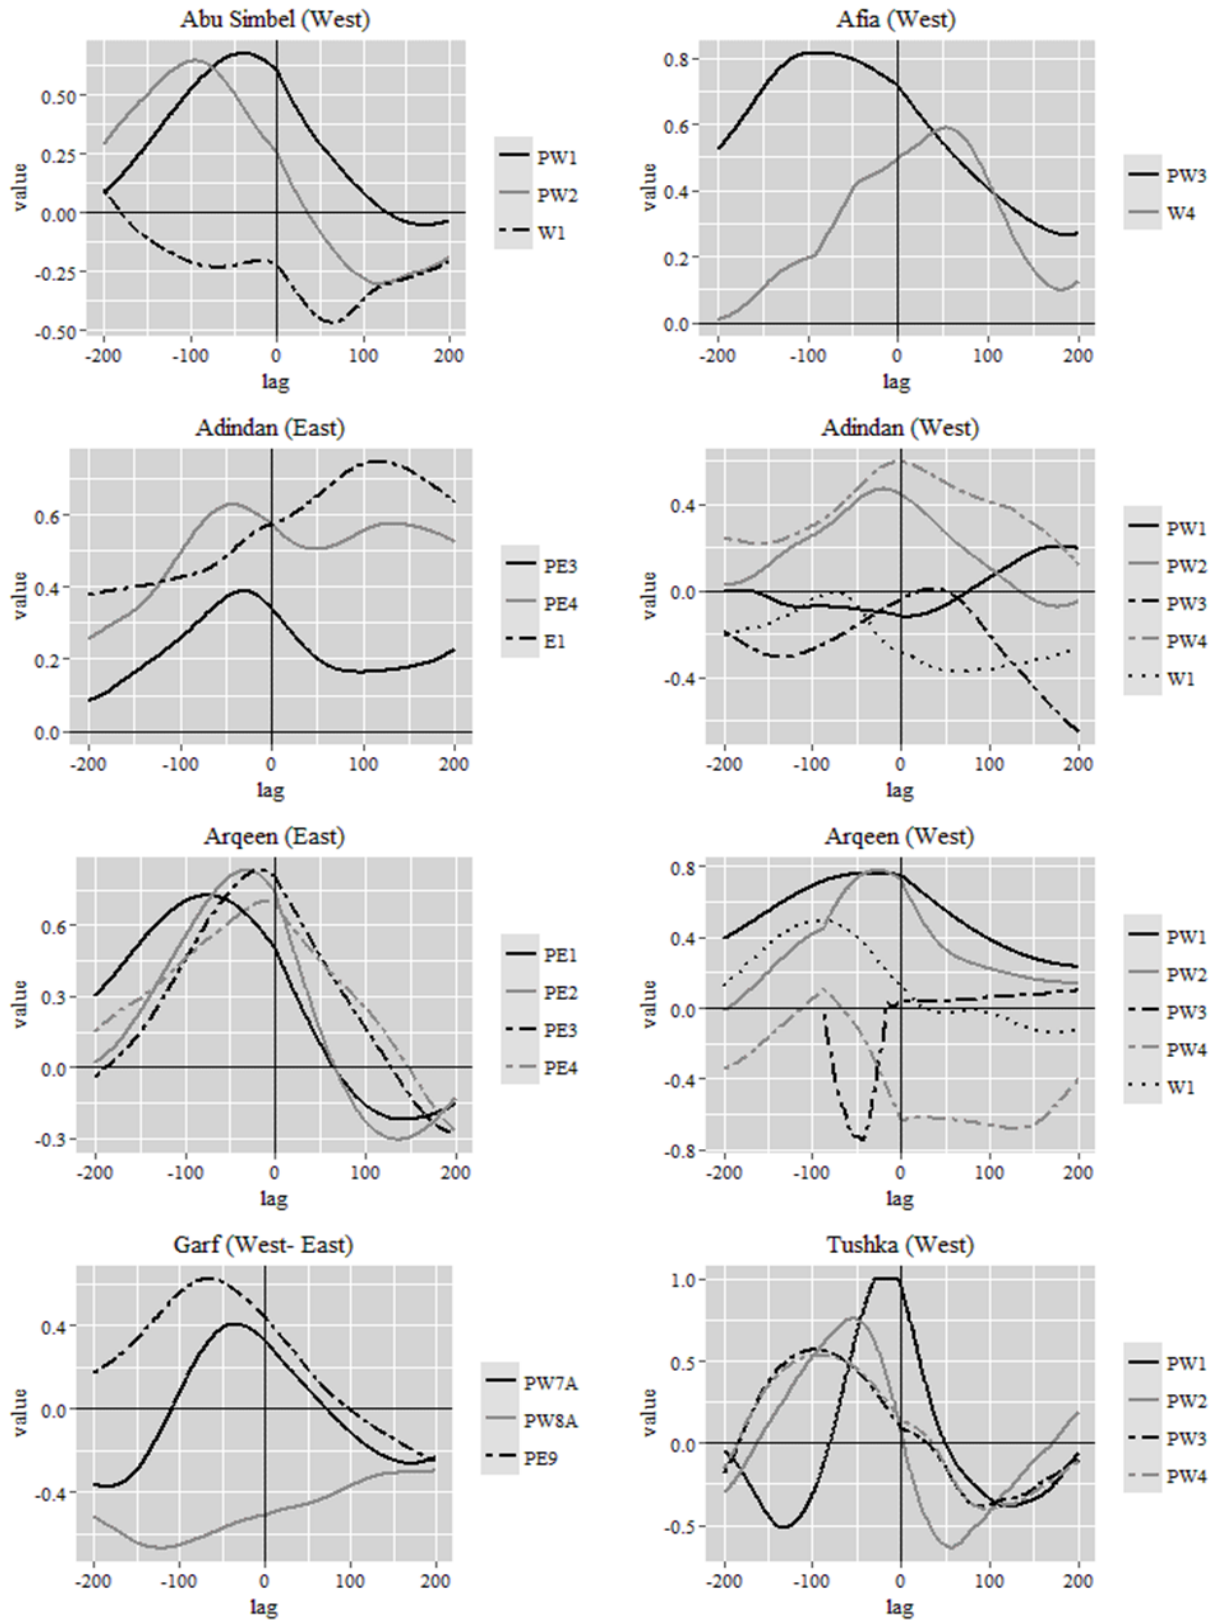 Abu Simbel (West)
value
0.50
0.25
0.00
-0.25
-0.50
-200 -100 0 100 200
lag
PW1
PW2
W1
Afia (West)
value
0.8
0.6
0.4
0.2
0.0
-200 -100 0 100 200
lag
PW3
W4
Adindan (East)
value
0.6
0.4
0.2
0.0
-200 -100 0 100 200
lag
PE3
PE4
E1
Adindan (West)
value
0.4
0.0
-0.4
-200 -100 0 100 200
lag
PW1
PW2
PW3
PW4
W1
Arqeen (East)
value
0.6
0.3
0.0
-0.3
-200 -100 0 100 200
lag
PE1
PE2
PE3
PE4
Arqeen (West)
value
0.8
0.4
0.0
-0.4
-0.8
-200 -100 0 100 200
lag
PW1
PW2
PW3
PW4
W1
Garf (West- East)
value
0.4
0.0
-0.4
-200 -100 0 100 200
lag
PW7A
PW8A
PE9
Tushka (West)
value
1.0
0.5
0.0
-0.5
-200 -100 0 100 200
lag
PW1
PW2
PW3
PW4